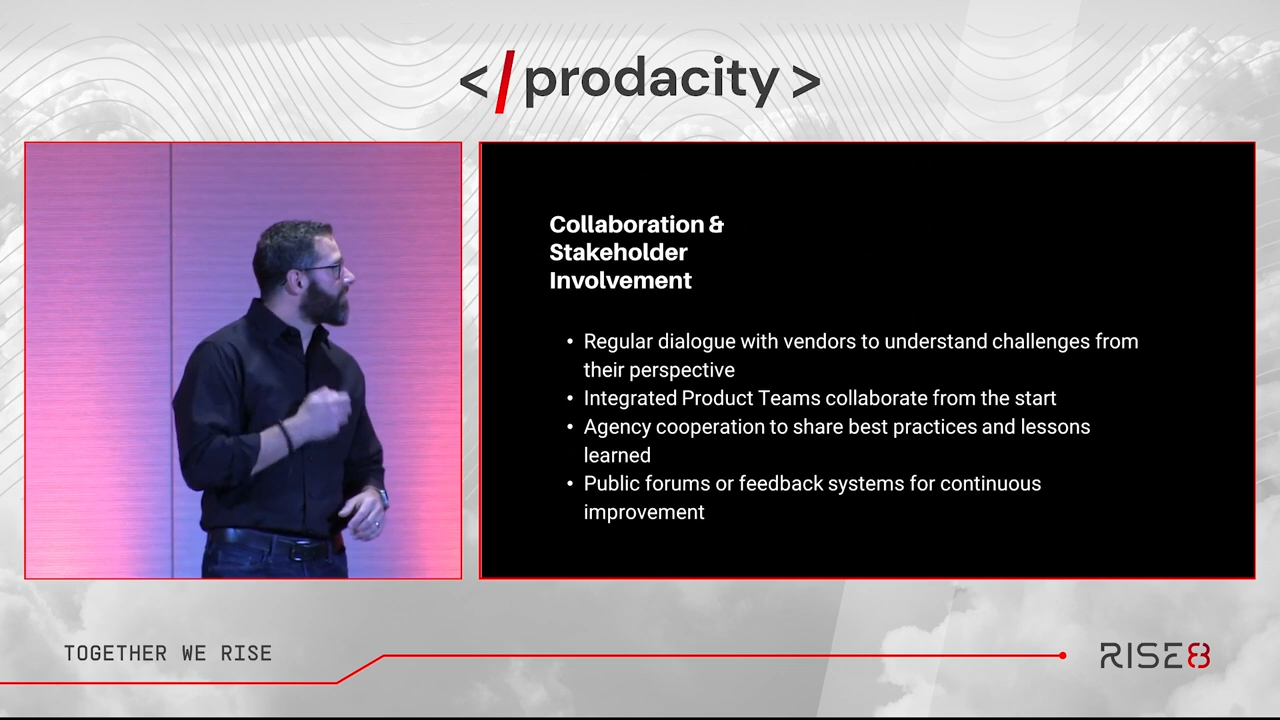 </prodacity>
Collaboration &
Stakeholder
Involvement
• Regular dialogue with vendors to understand challenges from
their perspective
• Integrated Product Teams collaborate from the start
• Agency cooperation to share best practices and lessons
learned
• Public forums or feedback systems for continuous
improvement
TOGETHER WE RISE
RISE8